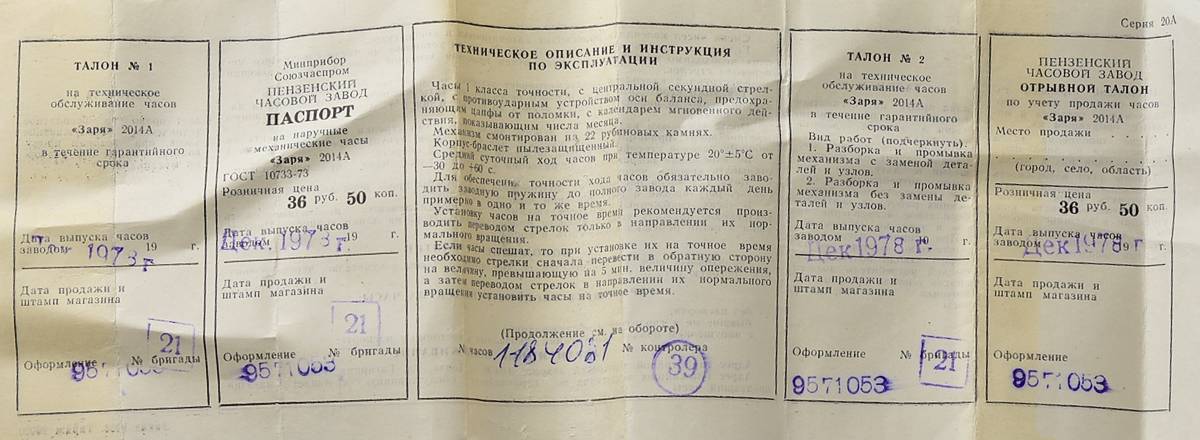 Серия 20А
ТАЛОН № 1
на техническое
обслуживание часов
«Заря» 2014А
в течение гарантийного
срока
Дата выпуска часов
заводом 19 г.
1978 г
Дата продажи и
штамп магазина
21
Оформление № бригады
9571053
Минприбор
Союзчаспром
ПЕНЗЕНСКИЙ
ЧАСОВОЙ ЗАВОД
ПАСПОРТ
на наручные
механические часы
«Заря» 2014А
ГОСТ 10733-73
Розничная цена
36 руб. 50 коп.
Дата выпуска часов
заводом 19 г.
Дек 1978 г.
Дата продажи и
штамп магазина
21
Оформление № бригады
9571053
ТЕХНИЧЕСКОЕ ОПИСАНИЕ И ИНСТРУКЦИЯ
ПО ЭКСПЛУАТАЦИИ
Часы 1 класса точности, с центральной секундной стрел-
кой, с противоударным устройством оси баланса, предохра-
няющим цапфы от поломки, с календарем мгновенного дей-
ствия, показывающим числа месяца.
Механизм смонтирован на 22 рубиновых камнях.
Корпус-браслет пылезащищенный.
Средний суточный ход часов при температуре 20°±5°С от
—30 до +60 с.
Для обеспечения точности хода часов обязательно заво-
дить заводную пружину до полного завода каждый день
примерно в одно и то же время.
Установку часов на точное время рекомендуется произ-
водить переводом стрелок только в направлении их нор-
мального вращения.
Если часы спешат, то при установке их на точное время
необходимо стрелки сначала перевести в обратную сторону
на величину, превышающую на 5 мин. величину опережения,
а затем переводом стрелок в направлении их нормального
вращения установить часы на точное время.
(Продолжение см. на обороте)
№ часов № контролера
39
ТАЛОН № 2
на техническое
обслуживание часов
«Заря» 2014А
в течение гарантийного
срока
Вид работ (подчеркнуть):
1. Разборка и промывка
механизма с заменой дета-
лей и узлов.
2. Разборка и промывка
механизма без замены де-
талей и узлов.
Дата выпуска часов
заводом г.
Дек 1978
Дата продажи и
штамп магазина
Оформление № бригады
21
9571053
ПЕНЗЕНСКИЙ
ЧАСОВОЙ ЗАВОД
ОТРЫВНОЙ ТАЛОН
по учету продажи часов
«Заря» 2014А
Место продажи . . . .
(город, село, область)
Розничная цена
36 руб. 50 коп.
Дата выпуска часов
заводом 19 г.
Дек 1978
Дата продажи и
штамп магазина
Оформление
9571053